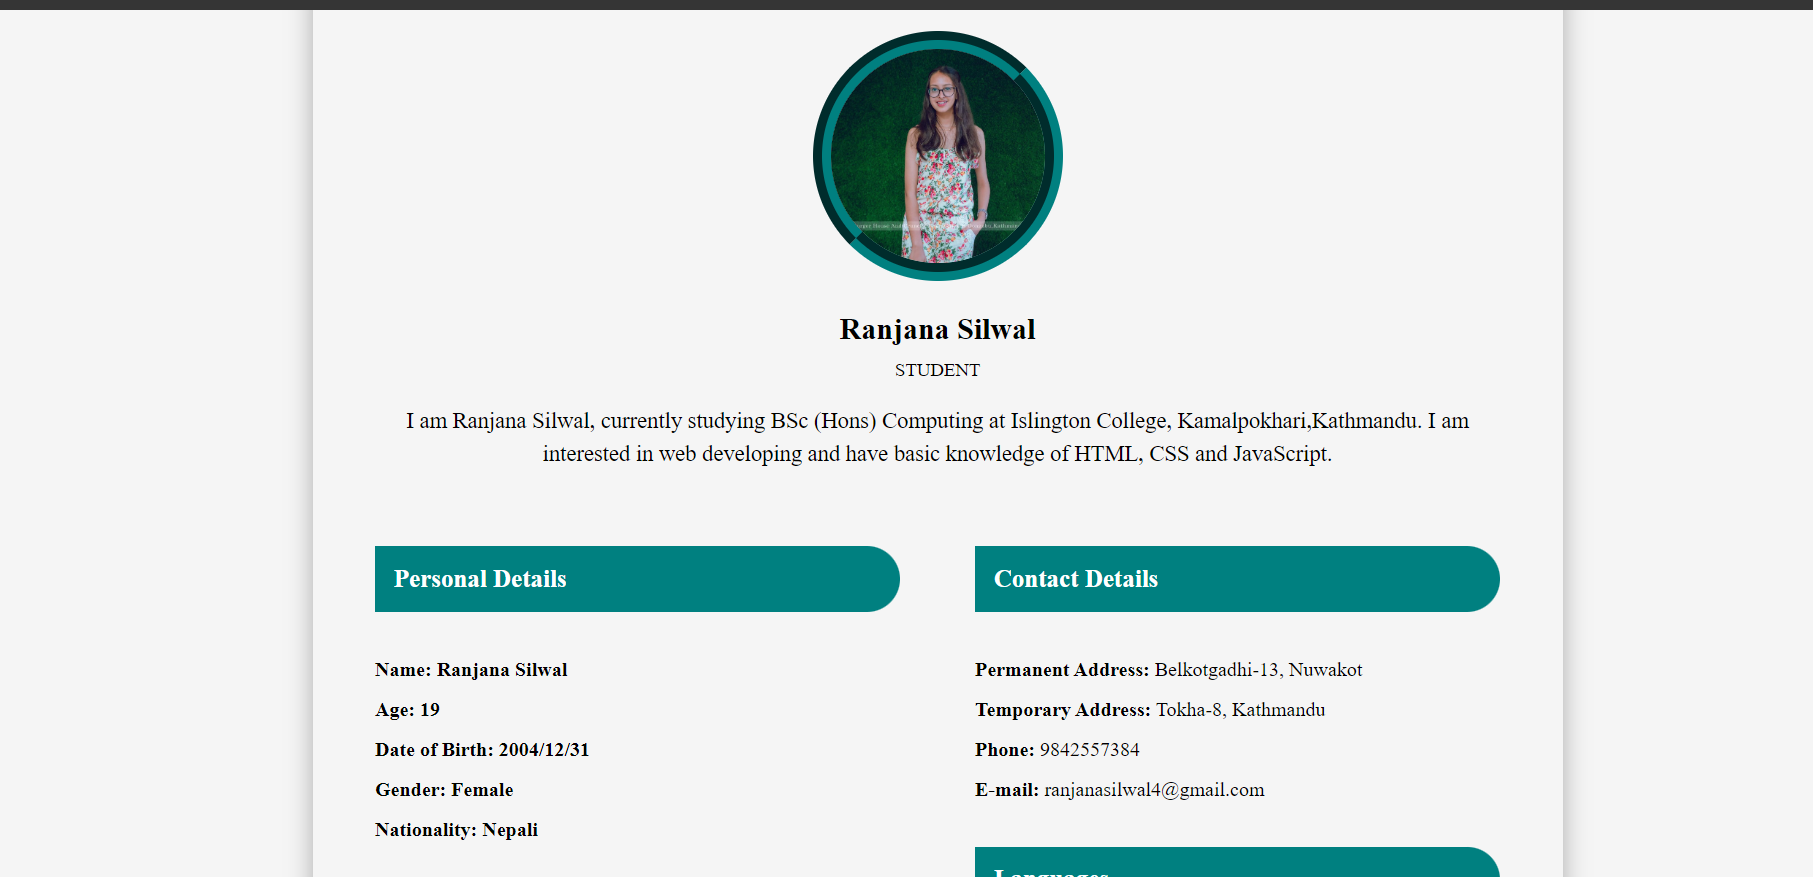 Ranjana Silwal
STUDENT
I am Ranjana Silwal, currently studying BSc (Hons) Computing at Islington College, Kamalpokhari,Kathmandu. I am
interested in web developing and have basic knowledge of HTML, CSS and JavaScript.
Personal Details
Name: Ranjana Silwal
Age: 19
Date of Birth: 2004/12/31
Gender: Female
Nationality: Nepali
Contact Details
Permanent Address: Belkotgadhi-13, Nuwakot
Temporary Address: Tokha-8, Kathmandu
Phone: 9842557384
E-mail: ranjanasilwal4@gmail.com
Languages